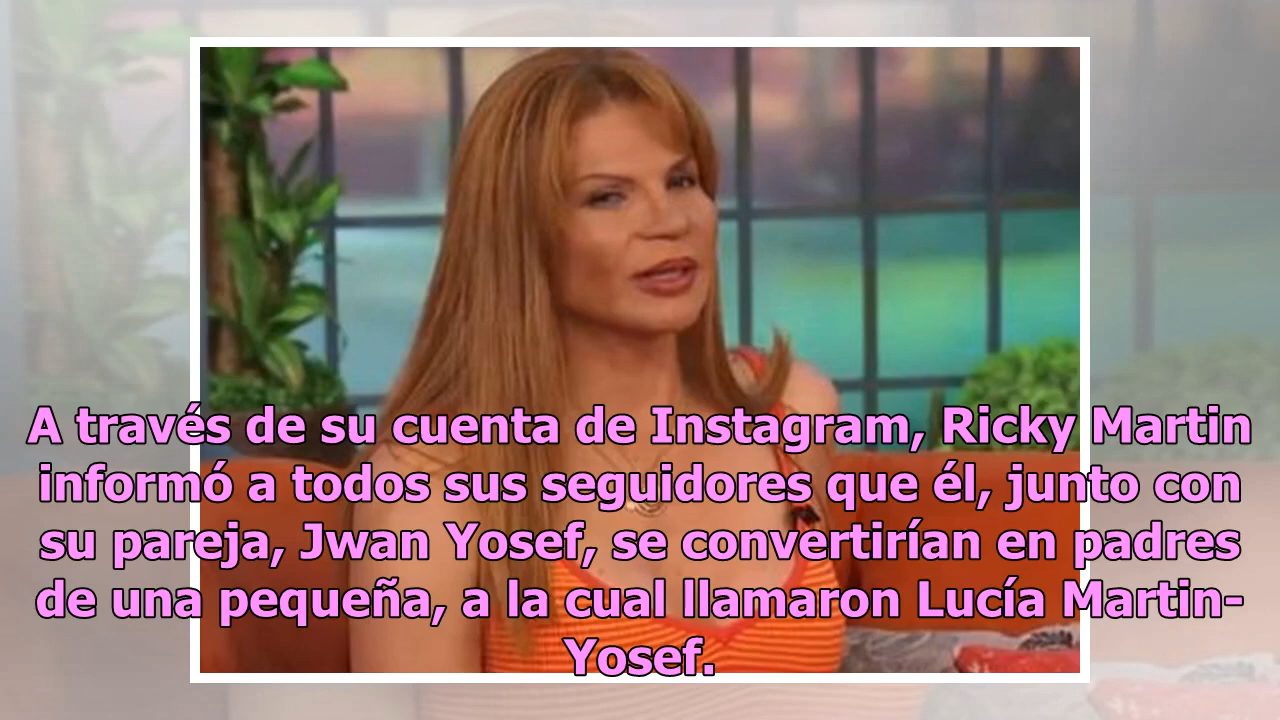 A través de su cuenta de Instagram, Ricky Martin
informó a todos sus seguidores que él, junto con
su pareja, Jwan Yosef, se convertirían en padres
de una pequeña, a la cual llamaron Lucía Martin-
Yosef.